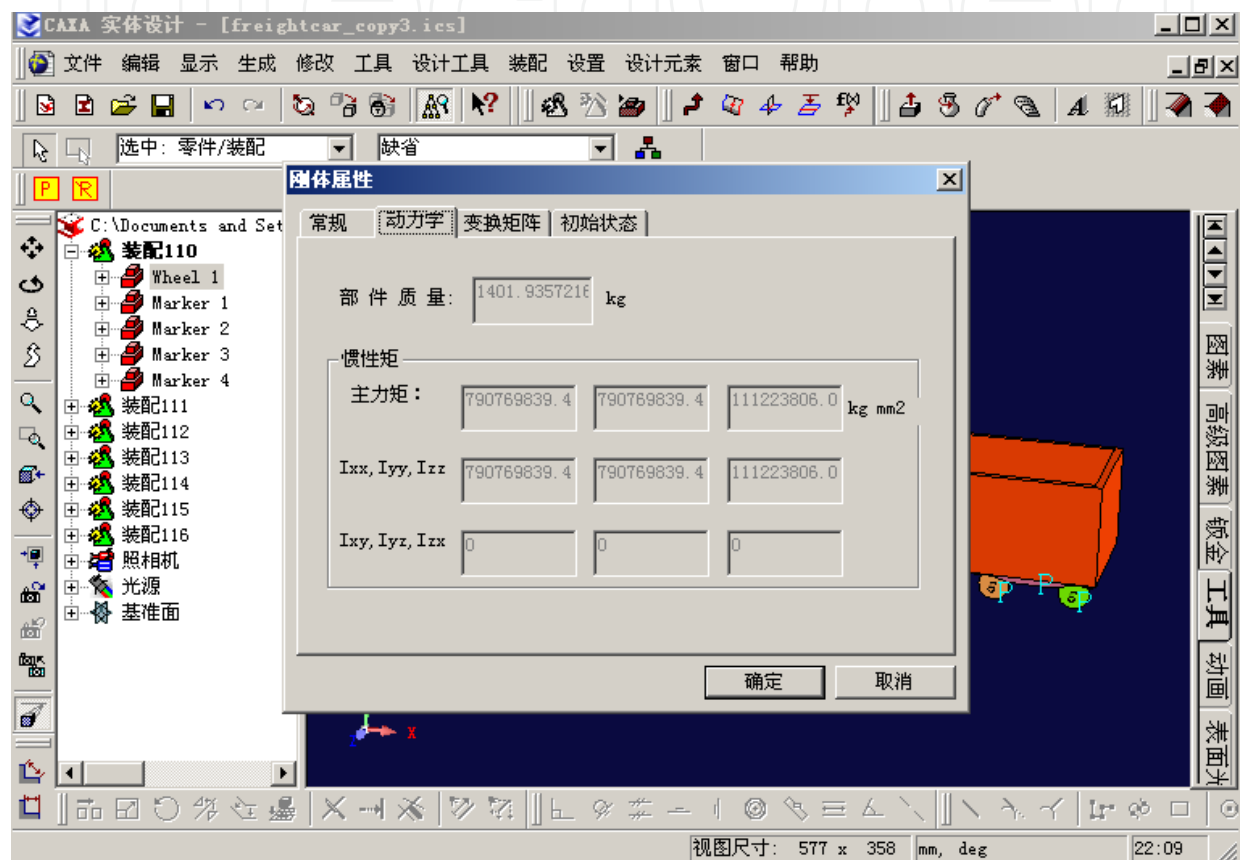 CAXA 实体设计 - [freightcar_copy3.ics]
文件 编辑 显示 生成 修改 工具 设计工具 装配 设置 设计元素 窗口 帮助
选中: 零件/装配 缺省
P R
刚体属性
常规 动力学 变换矩阵 初始状态
C:\Documents and Set
装配110
Wheel 1
Marker 1
Marker 2
Marker 3
Marker 4
装配111
装配112
装配113
装配114
装配115
装配116
照相机
光源
基准面
部 件 质 量: 1401.9357216 kg
惯性矩
主力矩： 790769839.4 790769839.4 111223806.0 kg mm2
Ixx, Iyy, Izz 790769839.4 790769839.4 111223806.0
Ixy, Iyz, Izx 0 0 0
确定 取消
图素
高级图素
钣金
工具
动画
表面光
P P P
X
视图尺寸: 577 x 358 mm, deg 22:09